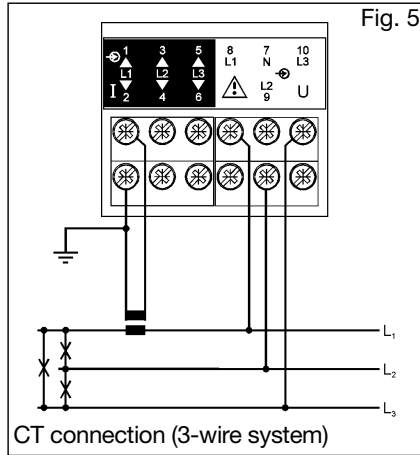 Fig. 5
1 3 5 8 7 10
L1 N L3
L1 L2 L3
I 2 4 6 L2 9 U
L₁
L₂
L₃
CT connection (3-wire system)